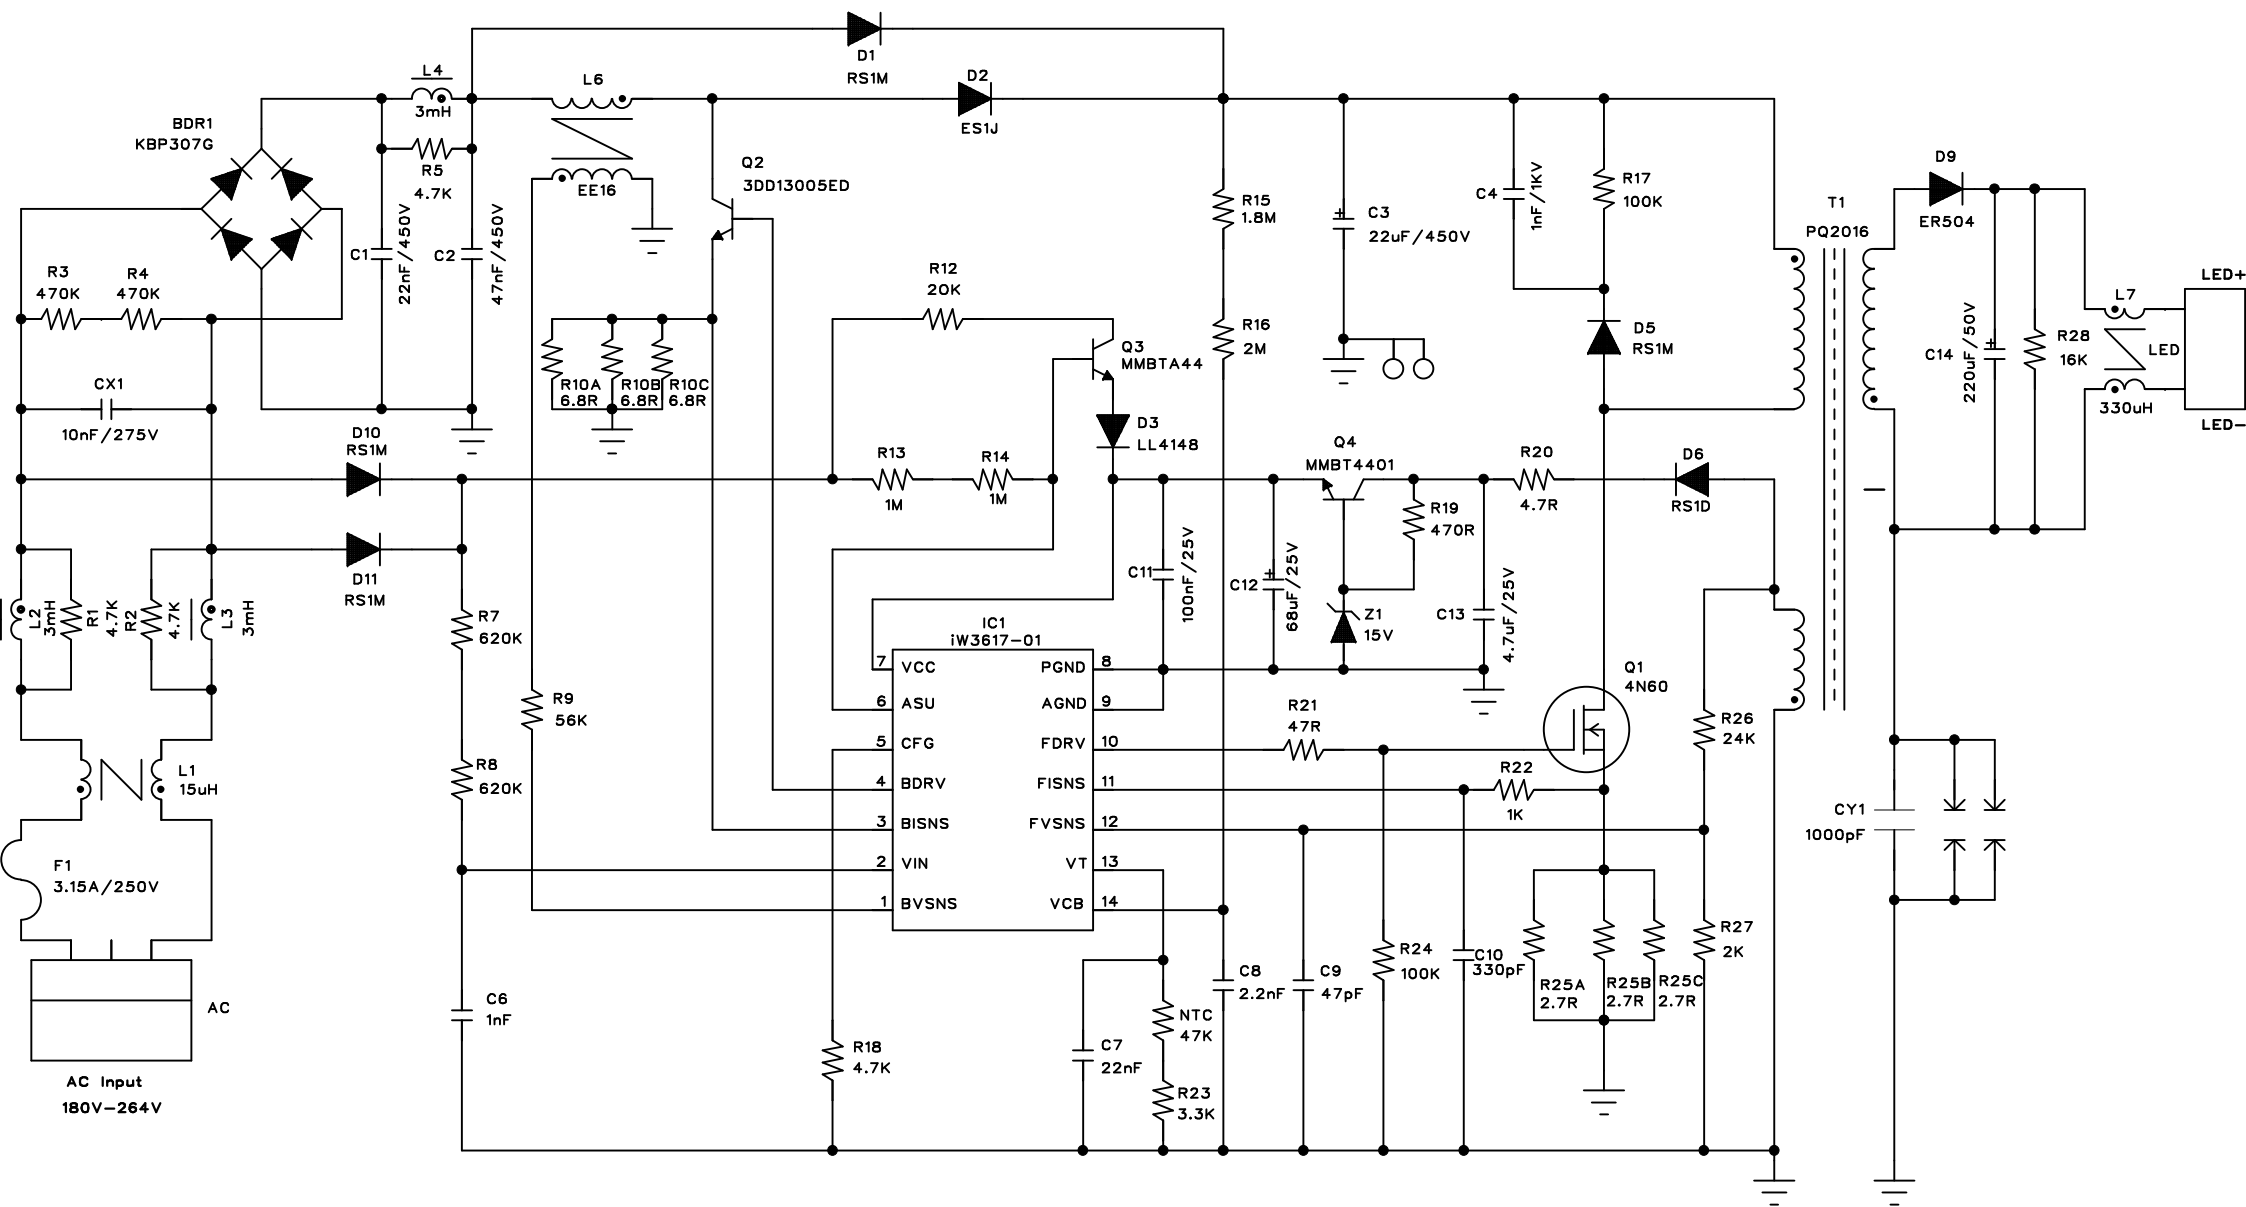 D1
RS1M
L4
3mH
L6
D2
ES1J
BDR1
KBP307G
R5
4.7K
EE16
Q2
3DD13005ED
C1
22nF/450V
C2
47nF/450V
R15
1.8M
C3
22uF/450V
C4
1nF/1KV
R17
100K
T1
PQ2016
D9
ER504
R3
470K
R4
470K
R12
20K
R16
2M
Q3
MMBTA44
D5
RS1M
LED+
L7
LED
330uH
LED-
C14
220uF/50V
R28
16K
CX1
10nF/275V
R10A
6.8R
R10B
6.8R
R10C
6.8R
D3
LL4148
D10
RS1M
R13
1M
R14
1M
Q4
MMBT4401
R20
4.7R
D6
RS1D
R19
470R
D11
RS1M
C11
100nF/25V
C12
68uF/25V
Z1
15V
C13
4.7uF/25V
L2
3mH
R1
4.7K
R2
4.7K
L3
3mH
R7
620K
IC1
iW3617-01
7 VCC PGND 8
6 ASU AGND 9
5 CFG FDRV 10
4 BDRV FISNS 11
3 BISNS FVSNS 12
2 VIN VT 13
1 BVSNS VCB 14
R9
56K
Q1
4N60
R21
47R
R26
24K
L1
15uH
R8
620K
R22
1K
CY1
1000pF
F1
3.15A/250V
AC
AC Input
180V-264V
C6
1nF
R18
4.7K
C7
22nF
NTC
47K
R23
3.3K
C8
2.2nF
C9
47pF
R24
100K
C10
330pF
R25A
2.7R
R25B
2.7R
R25C
2.7R
R27
2K